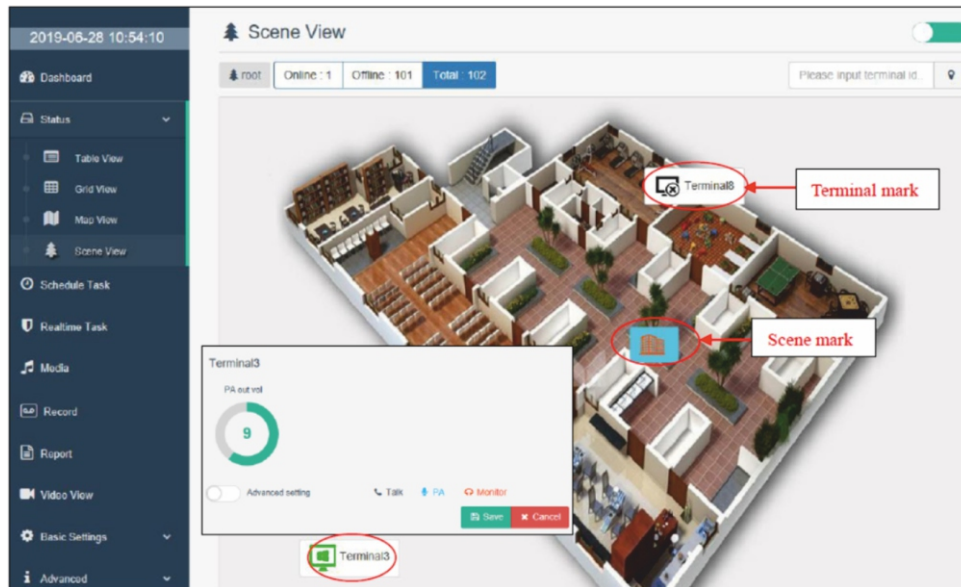 2019-06-28 10:54:10
Dashboard
Status
Table View
Grid View
Map View
Scene View
Schedule Task
Realtime Task
Media
Record
Report
Video View
Basic Settings
Advanced
Scene View
root Online : 1 Offline : 101 Total : 102 Please input terminal id..
Terminal8
Terminal mark
Scene mark
Terminal3
PA out vol
9
Advanced setting Talk PA Monitor
Save Cancel
Terminal3